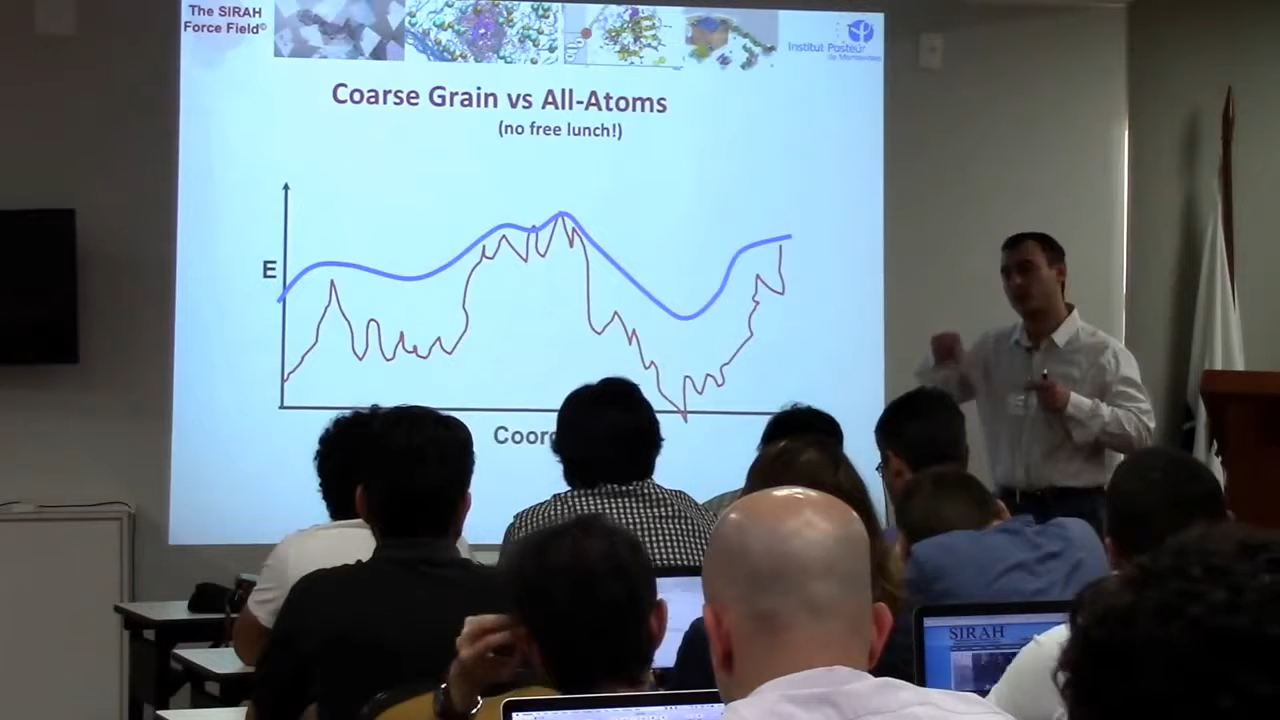 The SIRAH
Force Field©
Institut Pasteur
de Montevideo
Coarse Grain vs All-Atoms
(no free lunch!)
E
SIRAH